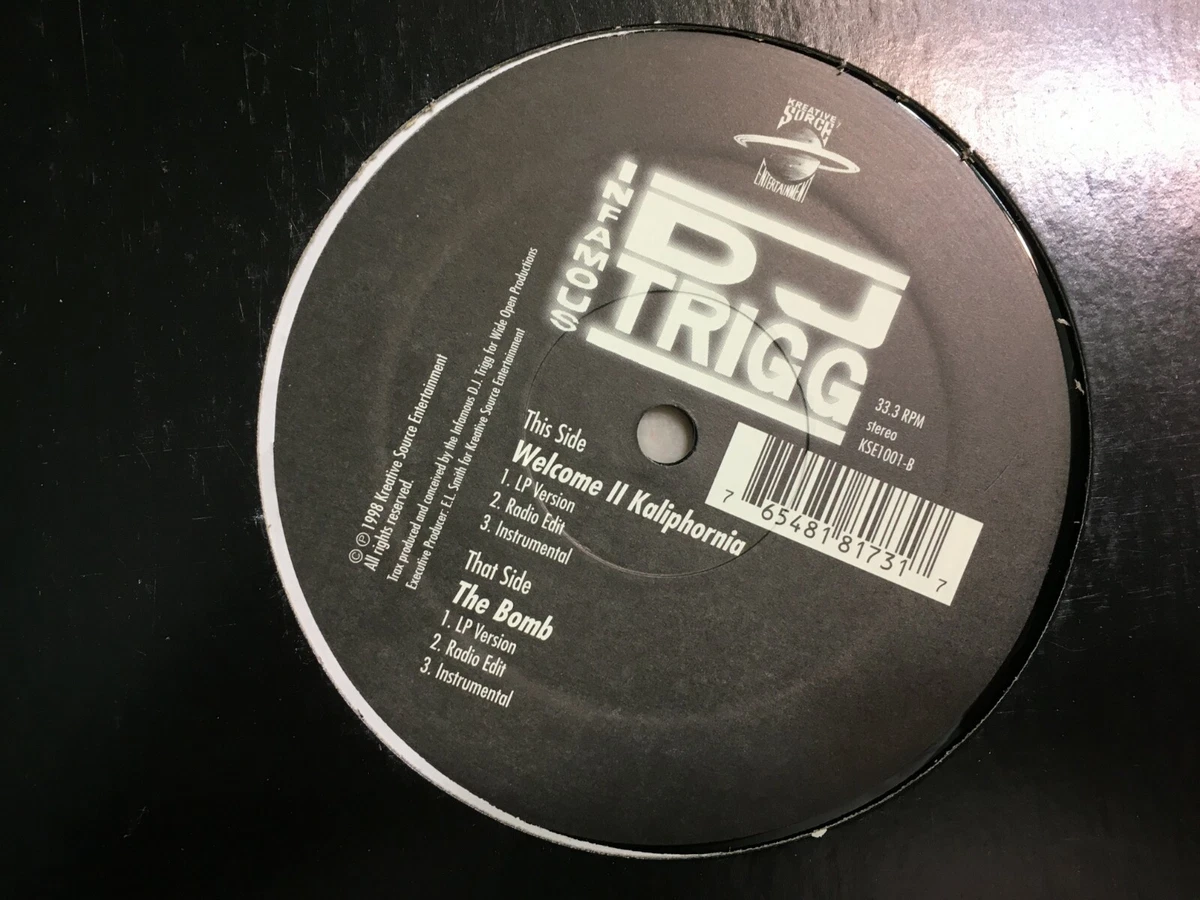 KREATIVE
SURCH
ENTERTAINMENT
INFAMOUS
DJ
TRIGG
33.3 RPM
stereo
KSE1001-B
This Side
Welcome II Kaliphornia
1. LP Version
2. Radio Edit
3. Instrumental
7 65481 81731 7
That Side
The Bomb
1. LP Version
2. Radio Edit
3. Instrumental
© ℗ 1998 Kreative Source Entertainment
All rights reserved.
Trax produced and conceived by the Infamous D.J. Trigg for Wide Open Productions
Executive Producer: E.L. Smith for Kreative Source Entertainment